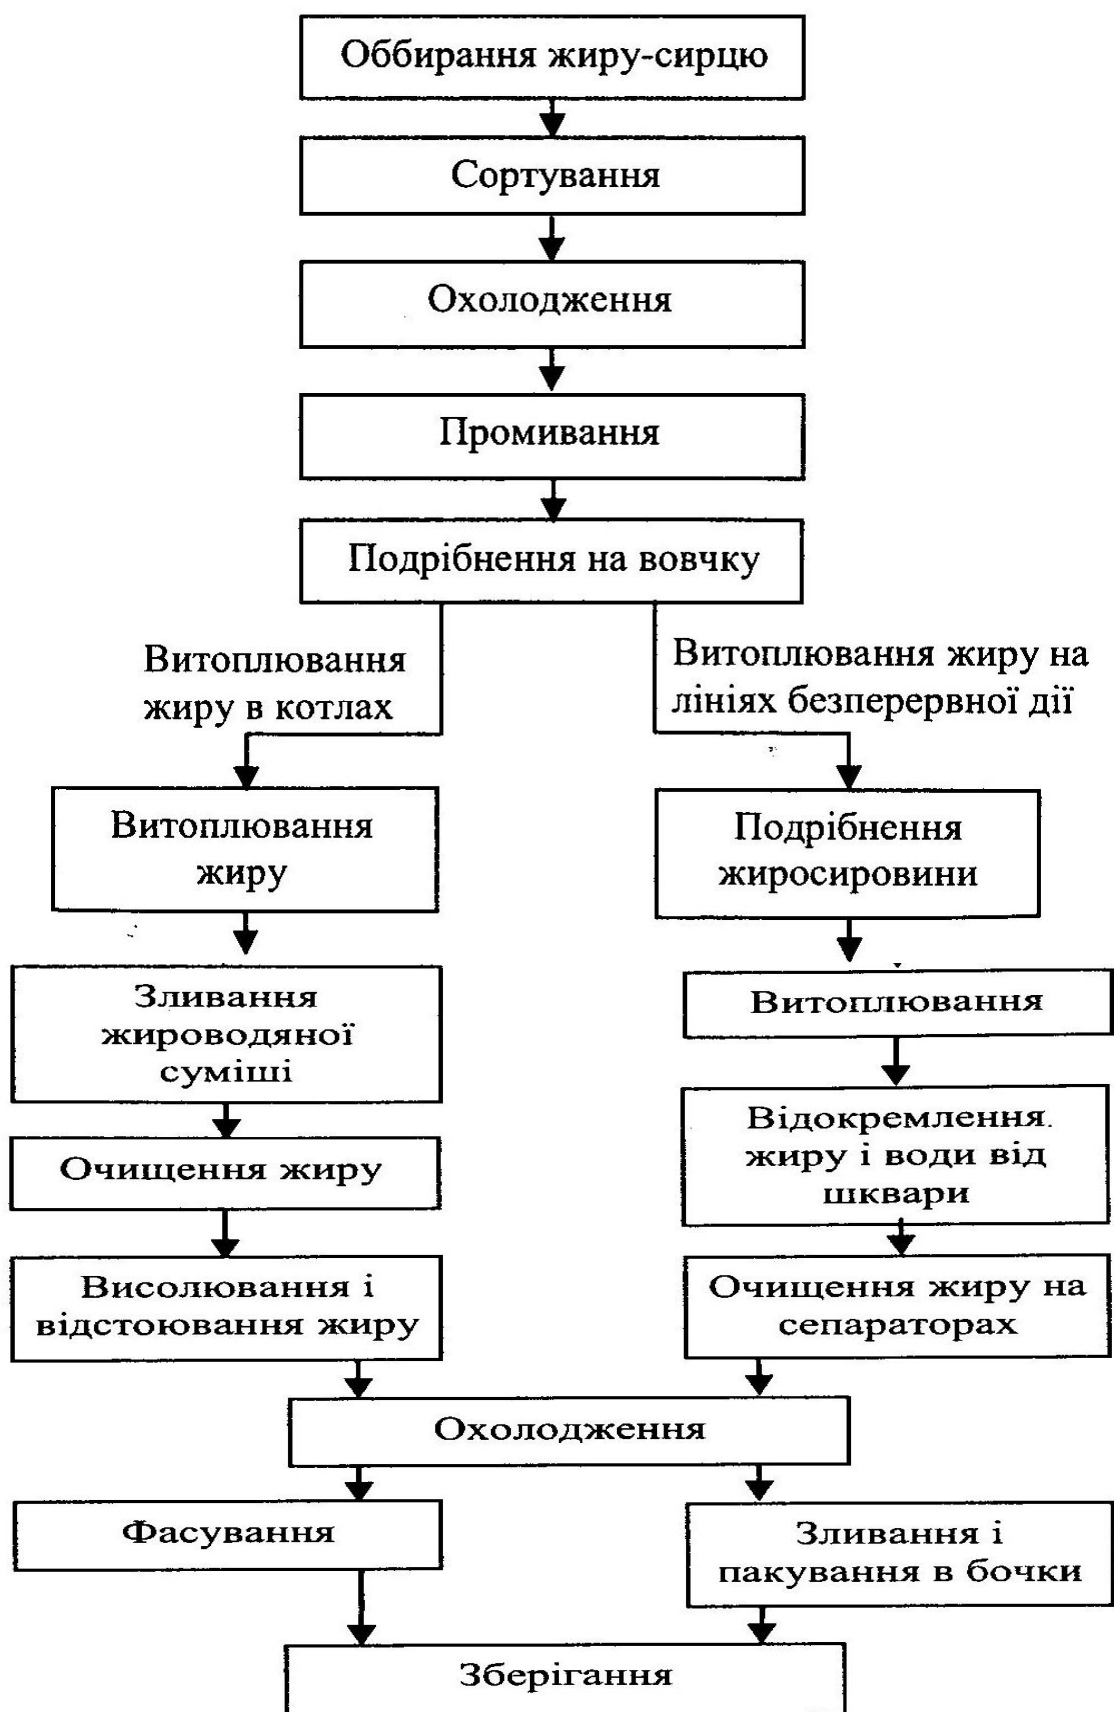 Оббирання жиру-сирцю
Сортування
Охолодження
Промивання
Подрібнення на вовчку
Витоплювання
жиру в котлах
Витоплювання жиру на
лініях безперервної дії
Витоплювання
жиру
Подрібнення
жиросировини
Зливання
жироводяної
суміші
Витоплювання
Очищення жиру
Відокремлення.
жиру і води від
шквари
Висолювання і
відстоювання жиру
Очищення жиру на
сепараторах
Охолодження
Фасування
Зливання і
пакування в бочки
Зберігання